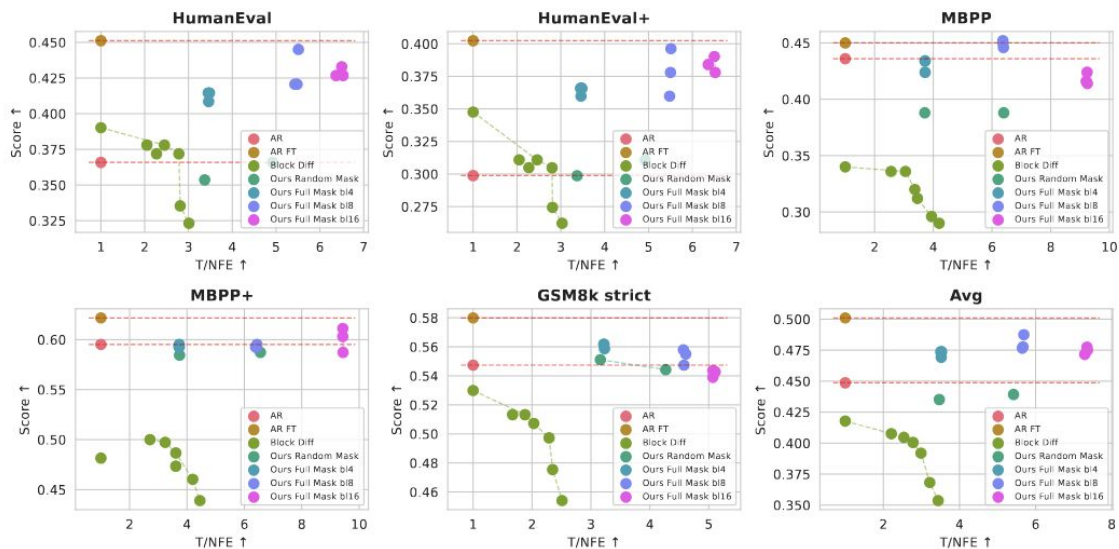 HumanEval
0.450
0.425
0.400
0.375
0.350
0.325
Score ↑
1 2 3 4 5 6 7
T/NFE ↑
AR
AR FT
Block Diff
Ours Random Mask
Ours Full Mask bl4
Ours Full Mask bl8
Ours Full Mask bl16
HumanEval+
0.400
0.375
0.350
0.325
0.300
0.275
Score ↑
1 2 3 4 5 6 7
T/NFE ↑
AR
AR FT
Block Diff
Ours Random Mask
Ours Full Mask bl4
Ours Full Mask bl8
Ours Full Mask bl16
MBPP
0.45
0.40
0.35
0.30
Score ↑
2 4 6 8
T/NFE ↑
AR
AR FT
Block Diff
Ours Random Mask
Ours Full Mask bl4
Ours Full Mask bl8
Ours Full Mask bl16
MBPP+
0.60
0.55
0.50
0.45
Score ↑
2 4 6 8 10
T/NFE ↑
AR
AR FT
Block Diff
Ours Random Mask
Ours Full Mask bl4
Ours Full Mask bl8
Ours Full Mask bl16
GSM8k strict
0.58
0.56
0.54
0.52
0.50
0.48
0.46
Score ↑
1 2 3 4 5
T/NFE ↑
AR
AR FT
Block Diff
Ours Random Mask
Ours Full Mask bl4
Ours Full Mask bl8
Ours Full Mask bl16
Avg
0.500
0.475
0.450
0.425
0.400
0.375
0.350
Score ↑
2 4 6 8
T/NFE ↑
AR
AR FT
Block Diff
Ours Random Mask
Ours Full Mask bl4
Ours Full Mask bl8
Ours Full Mask bl16